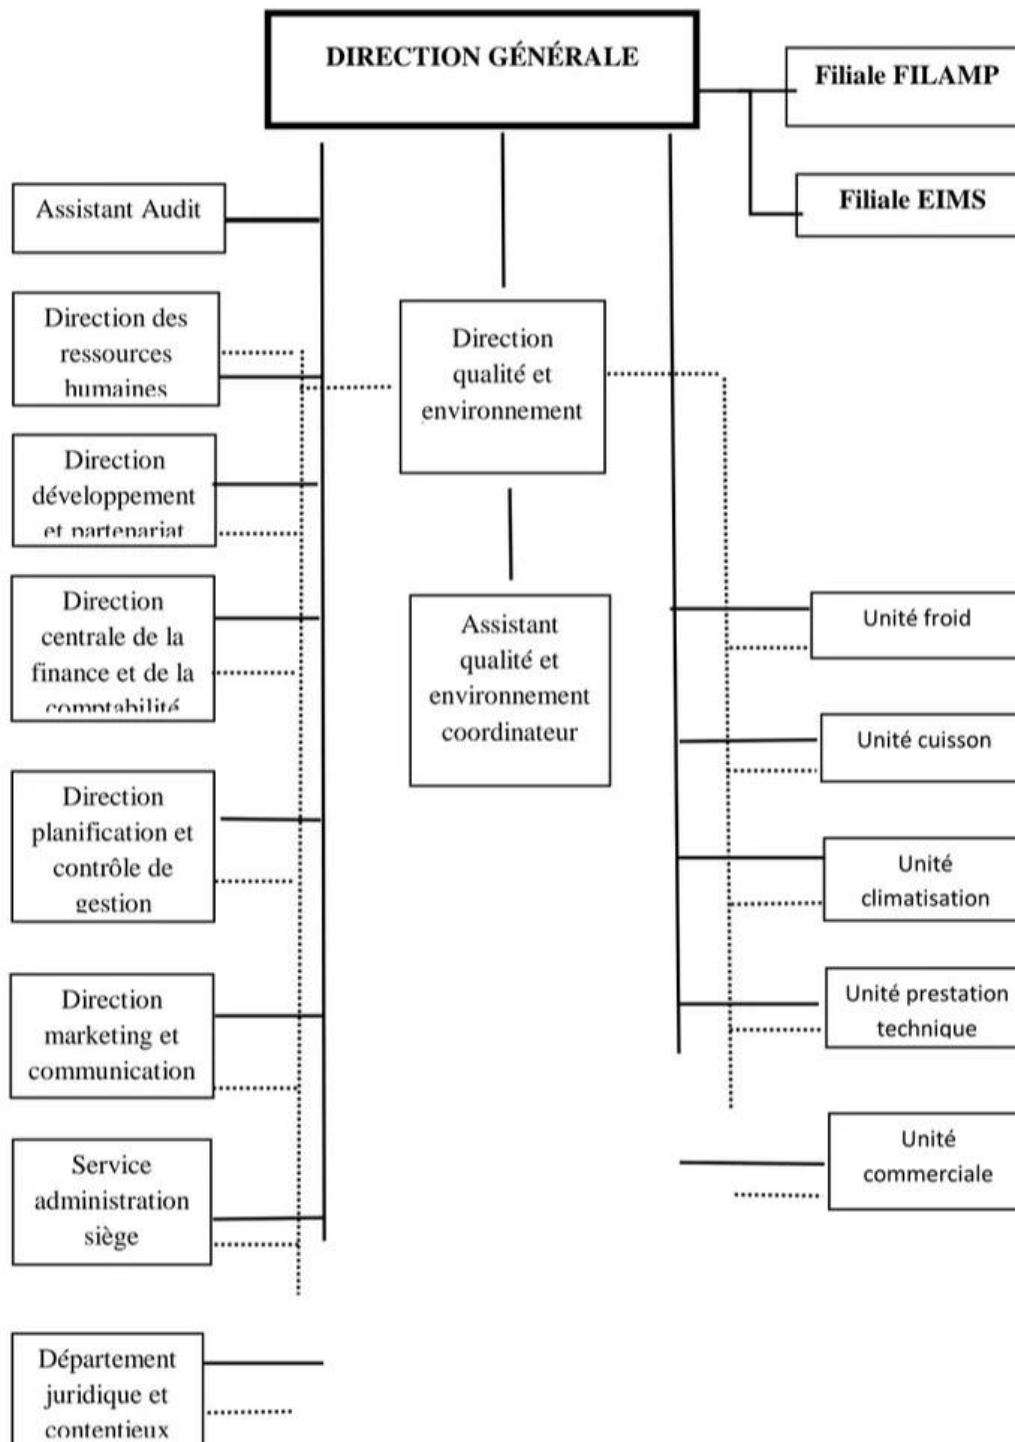 DIRECTION GÉNÉRALE
Filiale FILAMP
Filiale EIMS
Assistant Audit
Direction des
ressources
humaines
Direction
développement
et partenariat
Direction
centrale de la
finance et de la
comptabilité
Direction
planification et
contrôle de
gestion
Direction
marketing et
communication
Service
administration
siège
Département
juridique et
contentieux
Direction
qualité et
environnement
Assistant
qualité et
environnement
coordinateur
Unité froid
Unité cuisson
Unité
climatisation
Unité prestation
technique
Unité
commerciale